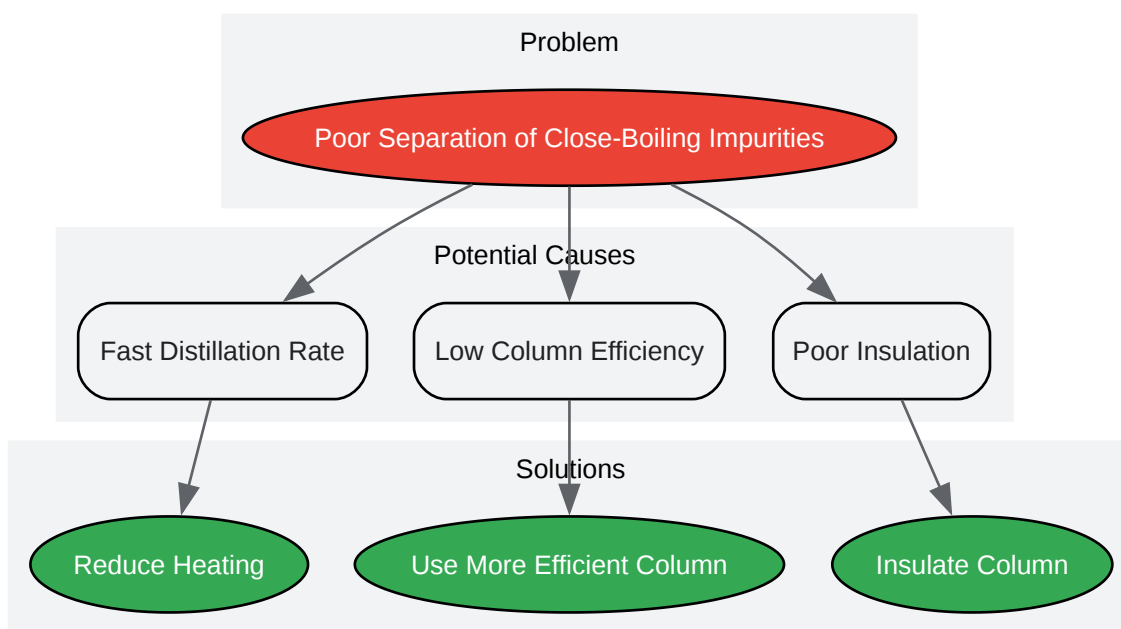 Problem
Poor Separation of Close-Boiling Impurities
Potential Causes
Fast Distillation Rate
Low Column Efficiency
Poor Insulation
Solutions
Reduce Heating
Use More Efficient Column
Insulate Column